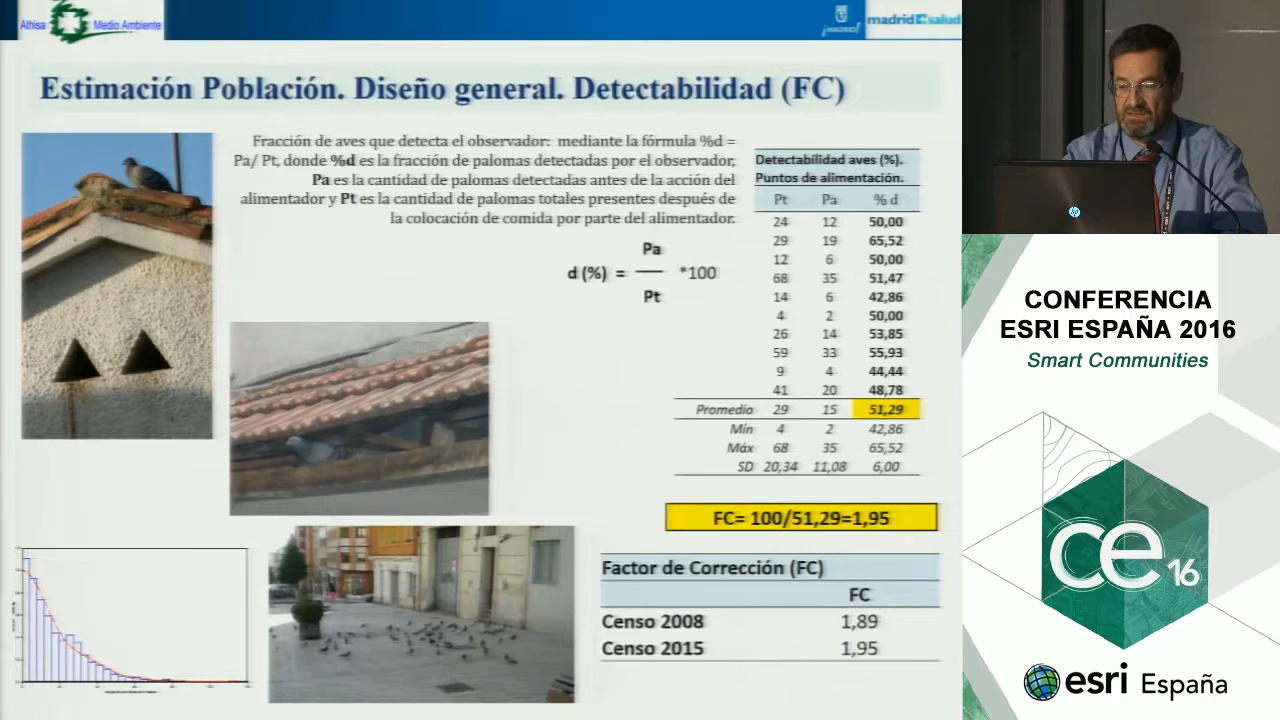 Athisa Medio Ambiente
¡MADRID!
madrid salud
Estimación Población. Diseño general. Detectabilidad (FC)
Fracción de aves que detecta el observador: mediante la fórmula %d =
Pa/ Pt, donde %d es la fracción de palomas detectadas por el observador,
Pa es la cantidad de palomas detectadas antes de la acción del
alimentador y Pt es la cantidad de palomas totales presentes después de
la colocación de comida por parte del alimentador.
d (%) = Pa
Pt
*100
Detectabilidad aves (%).
Puntos de alimentación.
Pt Pa % d
24 12 50,00
29 19 65,52
12 6 50,00
68 35 51,47
14 6 42,86
4 2 50,00
26 14 53,85
59 33 55,93
9 4 44,44
41 20 48,78
Promedio 29 15 51,29
Mín 4 2 42,86
Máx 68 35 65,52
SD 20,34 11,08 6,00
FC= 100/51,29=1,95
Factor de Corrección (FC)
FC
Censo 2008 1,89
Censo 2015 1,95
hp
CONFERENCIA
ESRI ESPAÑA 2016
Smart Communities
ce16
esri España